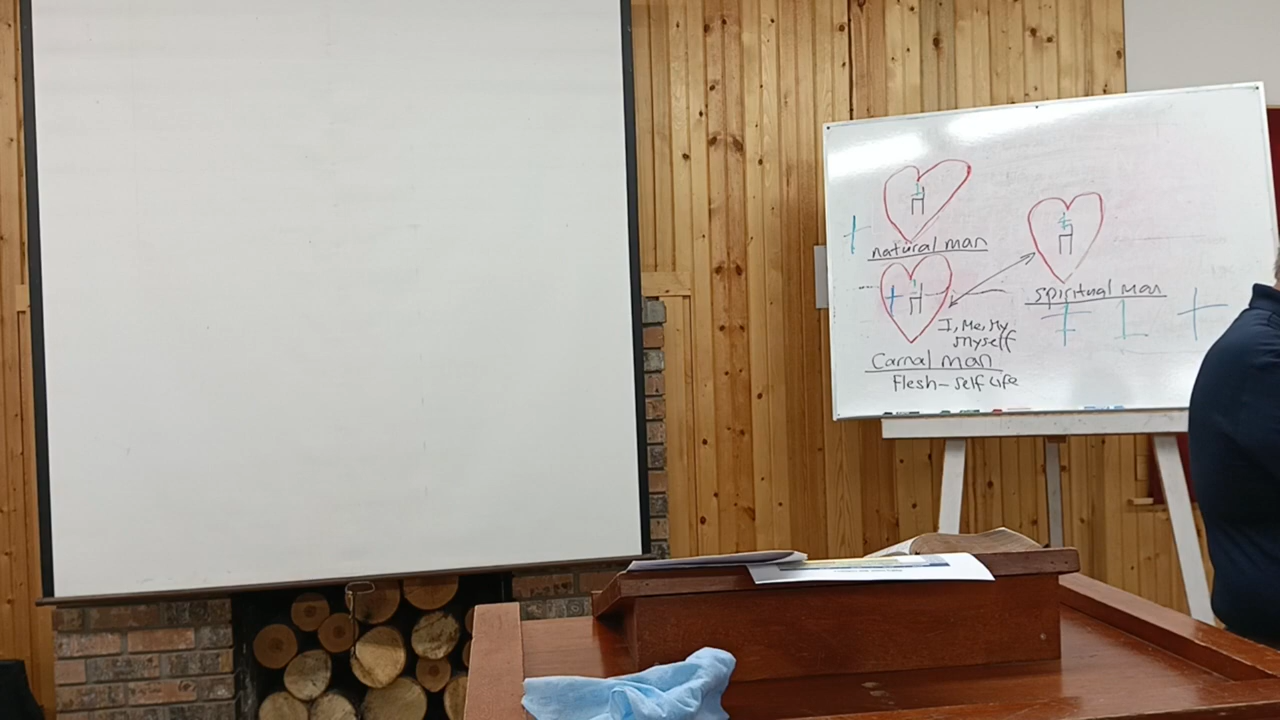 natural man
I, Me, My
myself
Carnal man
Flesh - Self Life
Spiritual man